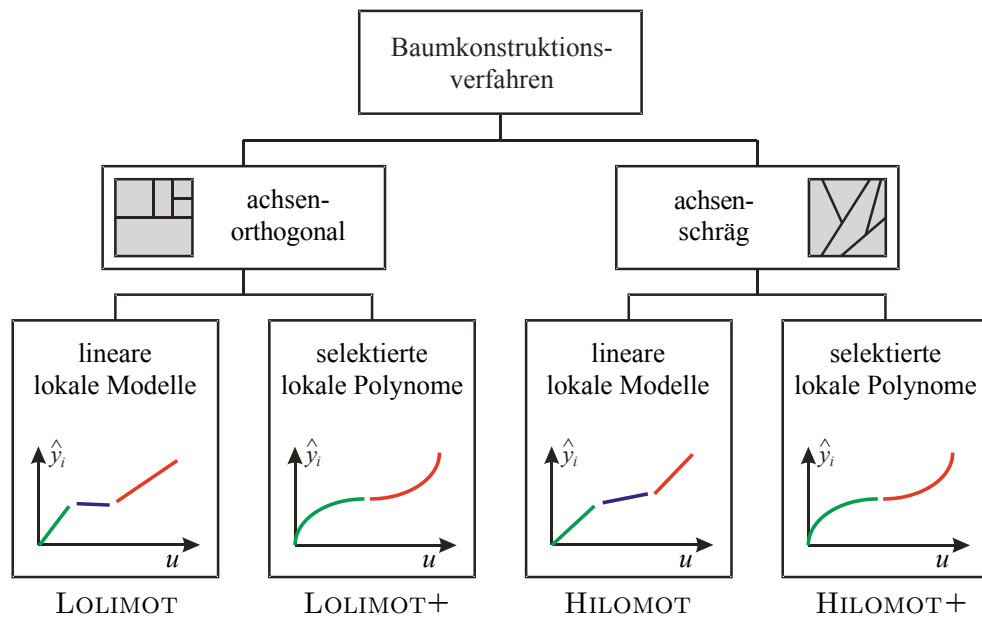 Baumkonstruktions-
verfahren
achsen-
orthogonal
achsen-
schräg
lineare
lokale Modelle
ŷᵢ
u
selektierte
lokale Polynome
ŷᵢ
u
lineare
lokale Modelle
ŷᵢ
u
selektierte
lokale Polynome
ŷᵢ
u
LOLIMOT
LOLIMOT+
HILOMOT
HILOMOT+